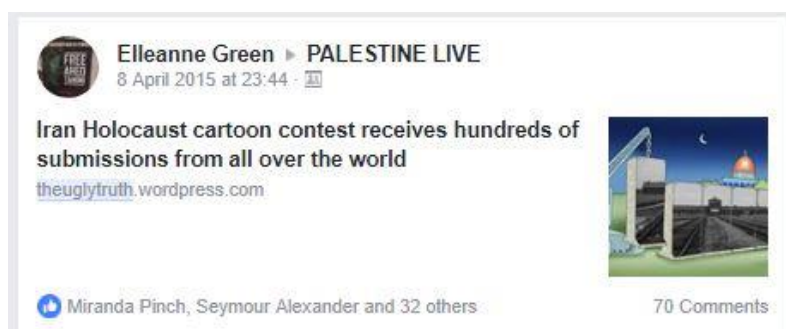 Elleanne Green ▸ PALESTINE LIVE
8 April 2015 at 23:44 ·
Iran Holocaust cartoon contest receives hundreds of
submissions from all over the world
theuglytruth.wordpress.com
Miranda Pinch, Seymour Alexander and 32 others 70 Comments